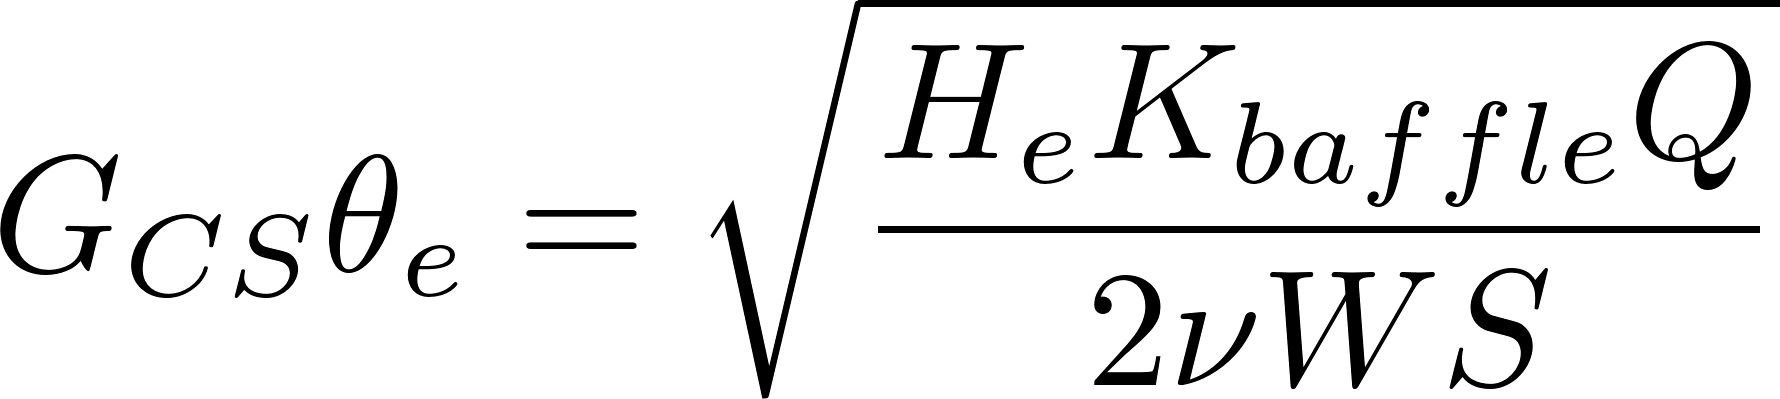 G_{CS}\theta_e = \sqrt{\frac{H_e K_{baffle} Q}{2 \nu W S}}